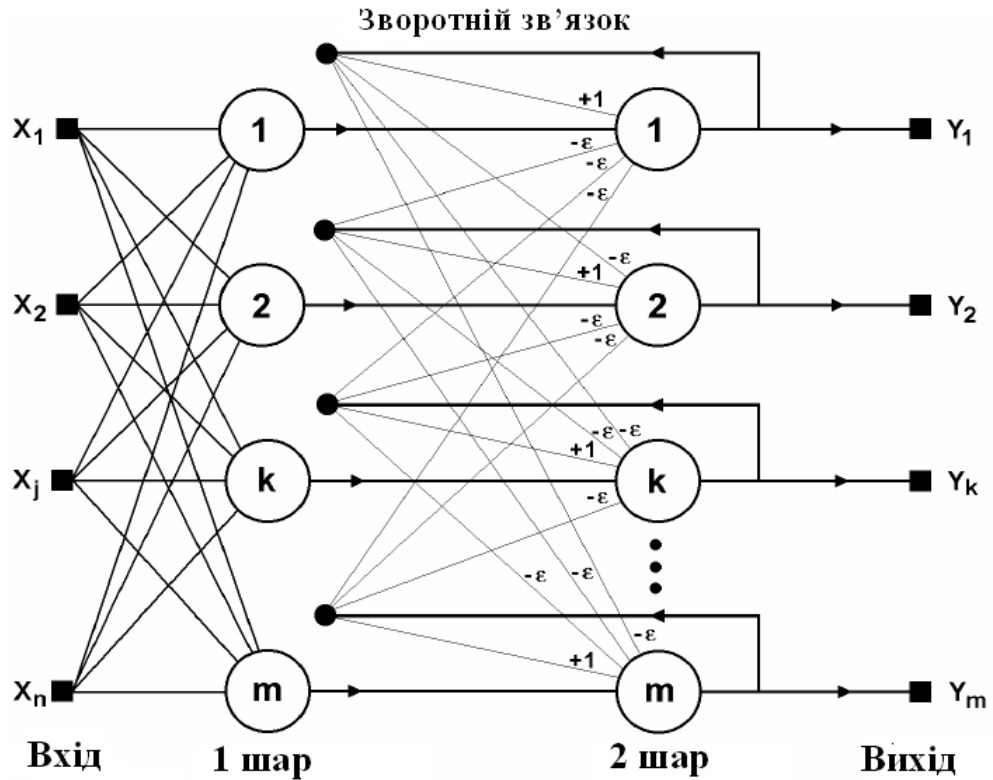 Зворотній зв’язок
+1
X₁ 1 1 Y₁
-ε
-ε
-ε
-ε
+1
X₂ 2 2 Y₂
-ε
-ε
-ε -ε
+1
Xⱼ k k Yₖ
-ε
-ε -ε
-ε
+1
Xₙ m m Yₘ
Вхід 1 шар 2 шар Вихід